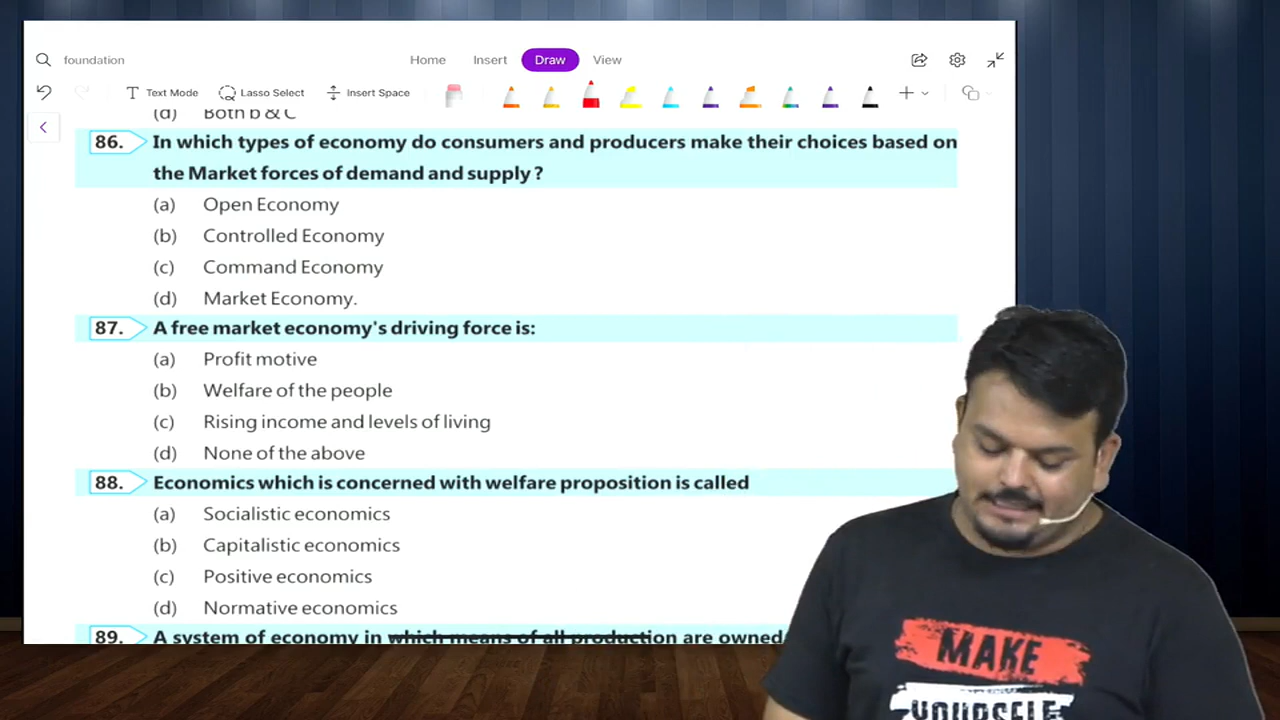 foundation
Home Insert Draw View
Text Mode Lasso Select Insert Space
(d) Both b & C
86. In which types of economy do consumers and producers make their choices based on
the Market forces of demand and supply ?
(a) Open Economy
(b) Controlled Economy
(c) Command Economy
(d) Market Economy.
87. A free market economy's driving force is:
(a) Profit motive
(b) Welfare of the people
(c) Rising income and levels of living
(d) None of the above
88. Economics which is concerned with welfare proposition is called
(a) Socialistic economics
(b) Capitalistic economics
(c) Positive economics
(d) Normative economics
89. A system of economy in which means of all production are owned
MAKE
YOURSELF